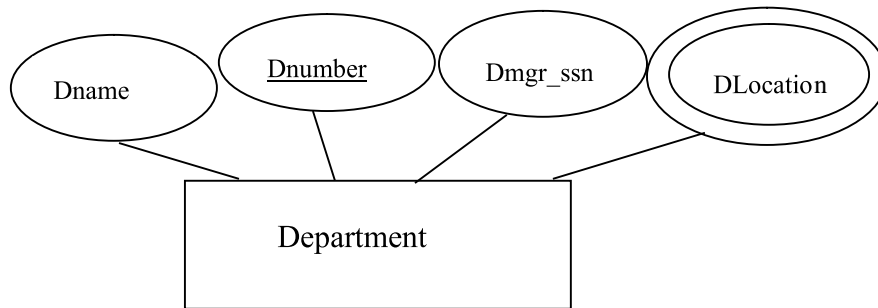 Dname
Dnumber
Dmgr_ssn
DLocation
Department